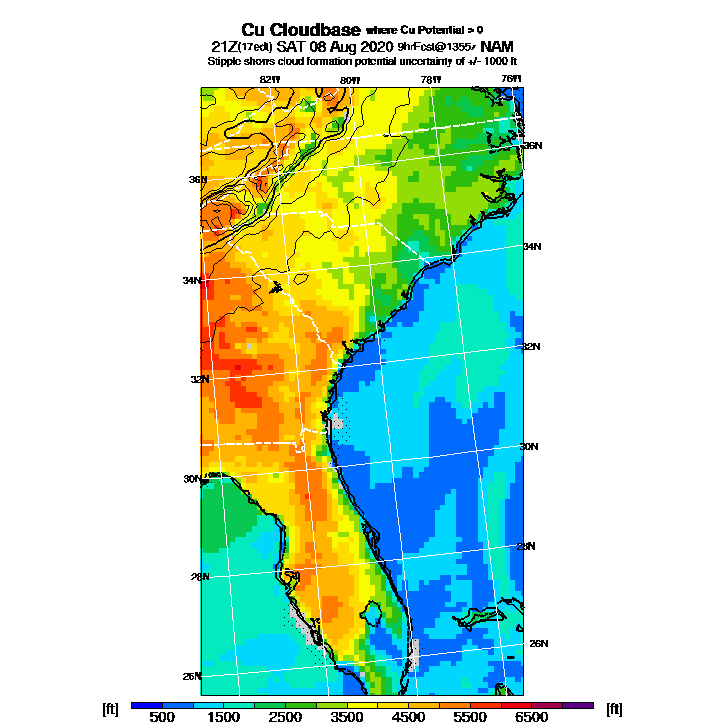 Cu Cloudbase where Cu Potential > 0
21Z(17edt) SAT 08 Aug 2020 9hrFcst@1355z NAM
Stipple shows cloud formation potential uncertainty of +/- 1000 ft
82W 80W 78W 76W
36N
36N
34N
34N
32N
32N
30N
30N
28N
28N
26N
26N
[ft] 500 1500 2500 3500 4500 5500 6500 [ft]